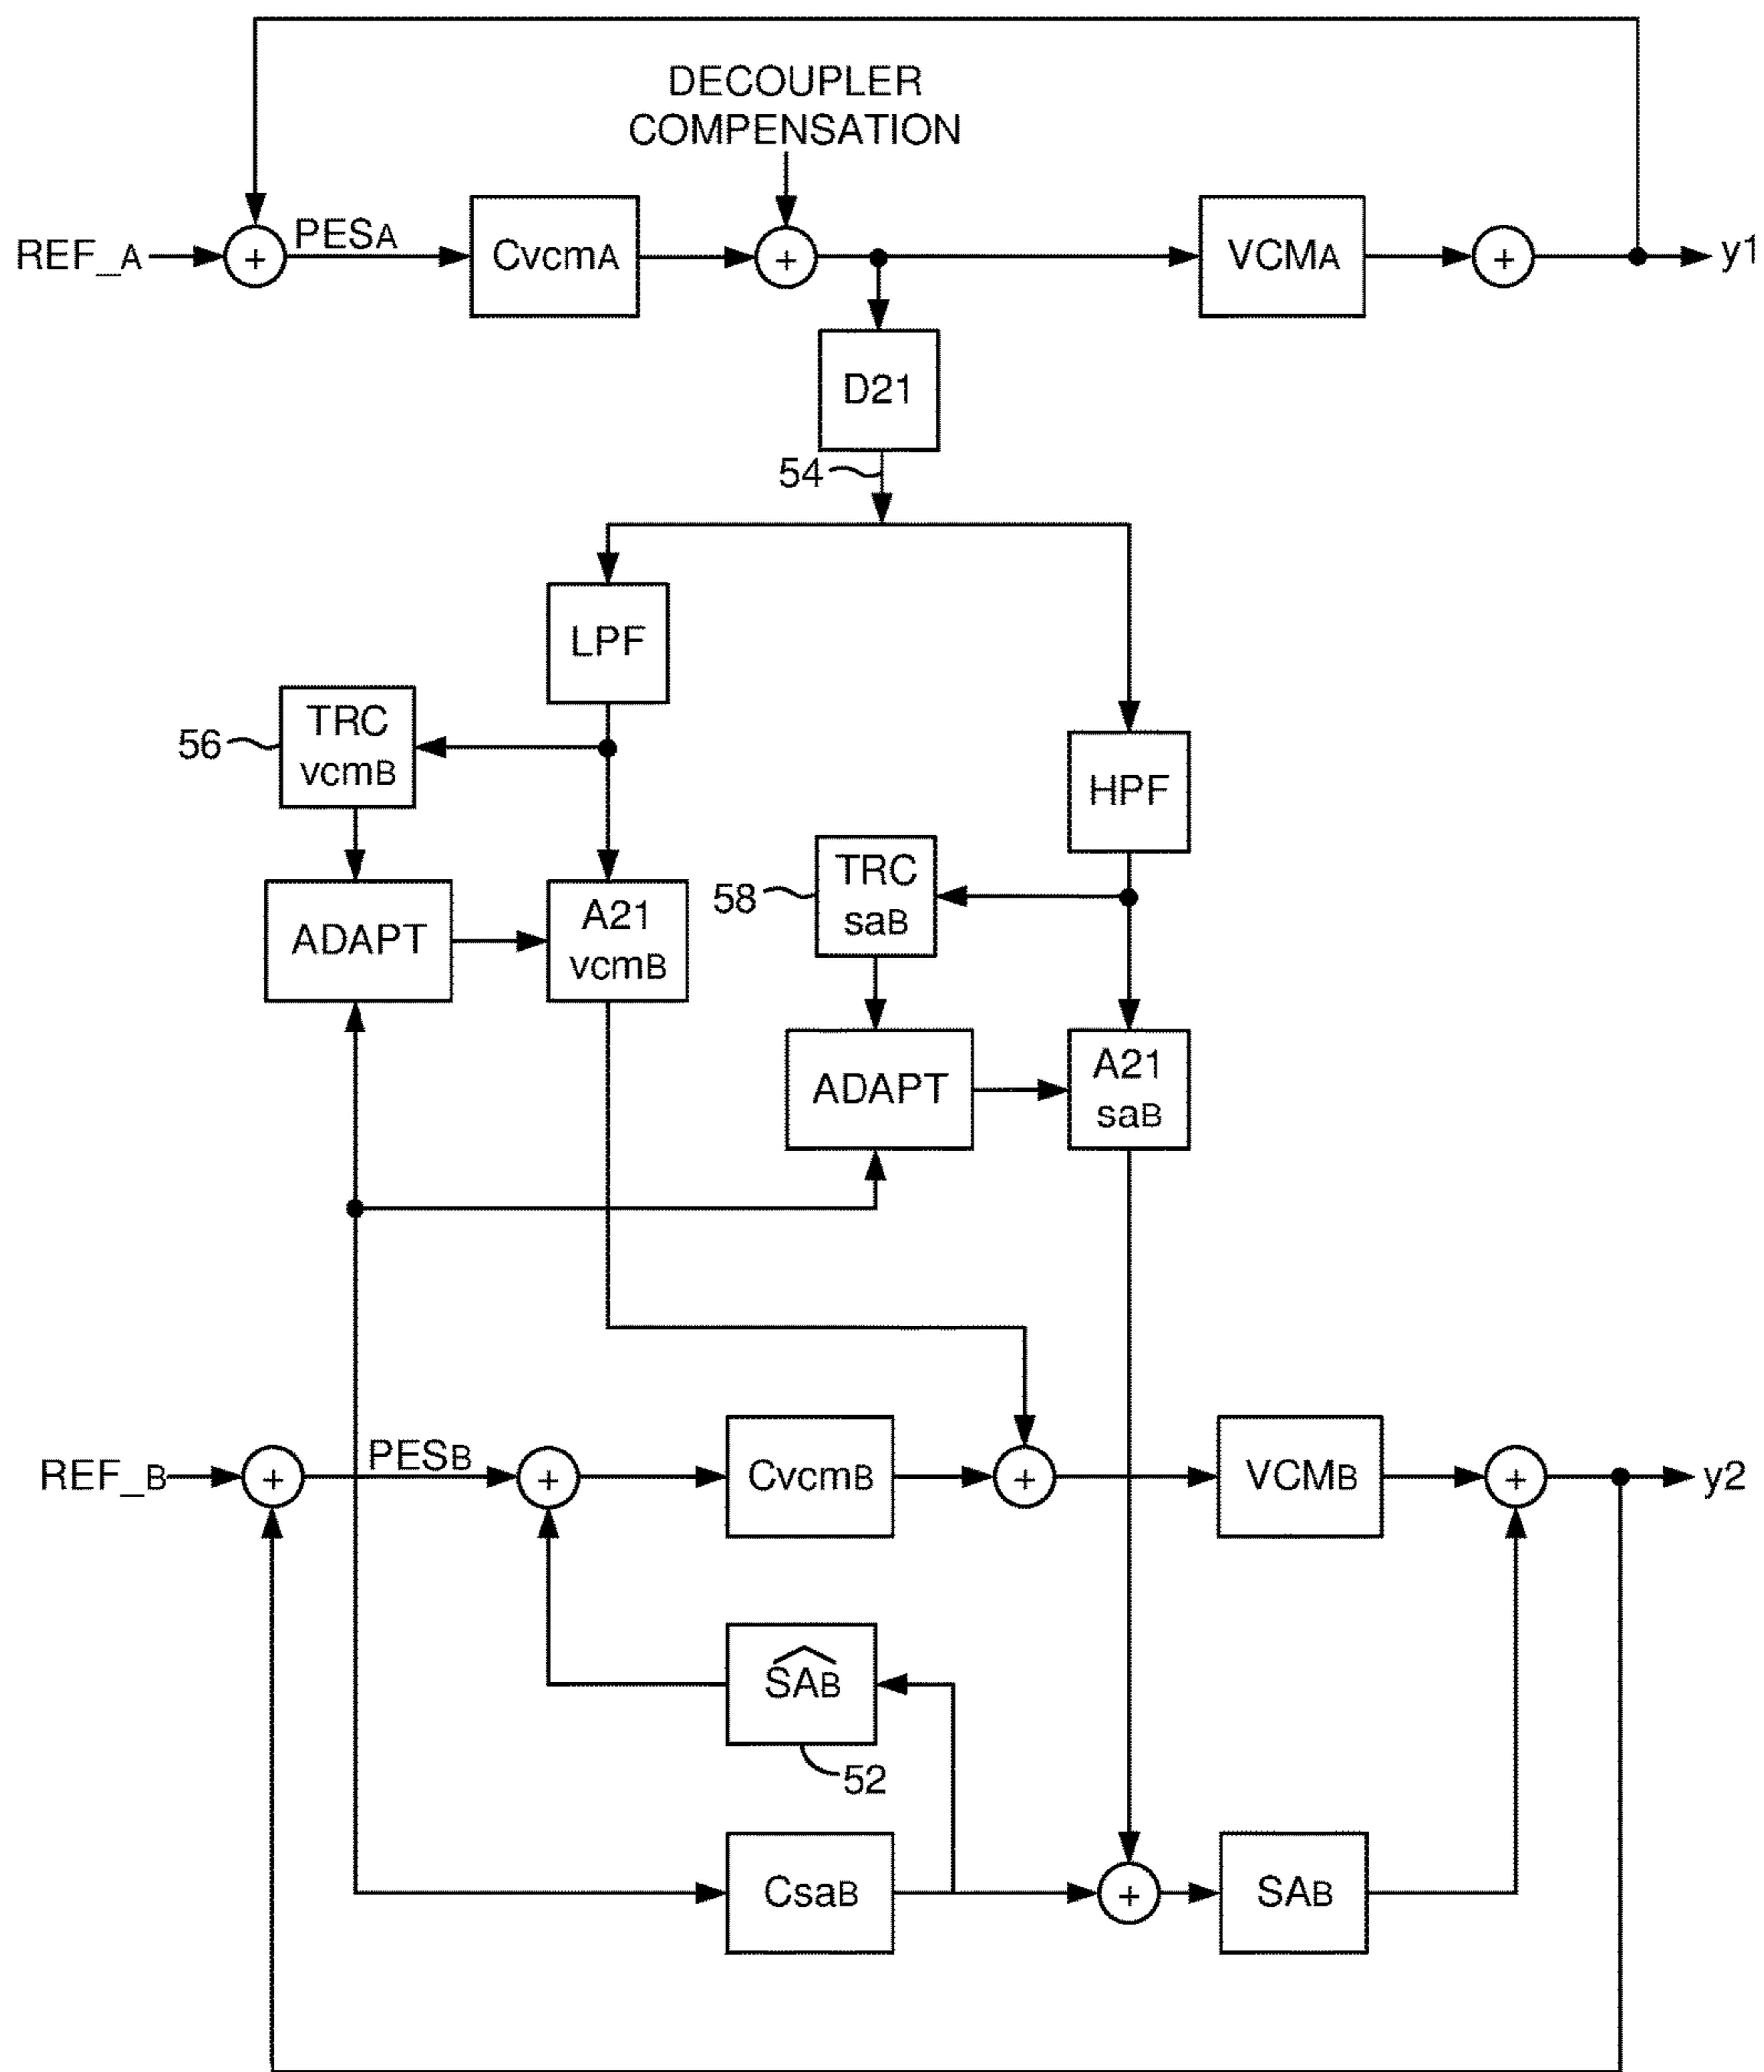 DECOUPLER
COMPENSATION
REF_A
+
PESA
CvcmA
+
VCMA
+
y1
D21
54
LPF
56
TRC
vcmB
HPF
58
TRC
saB
ADAPT
A21
vcmB
ADAPT
A21
saB
REF_B
+
PESB
+
CvcmB
+
VCMB
+
y2
SAB
52
CsaB
+
SAB